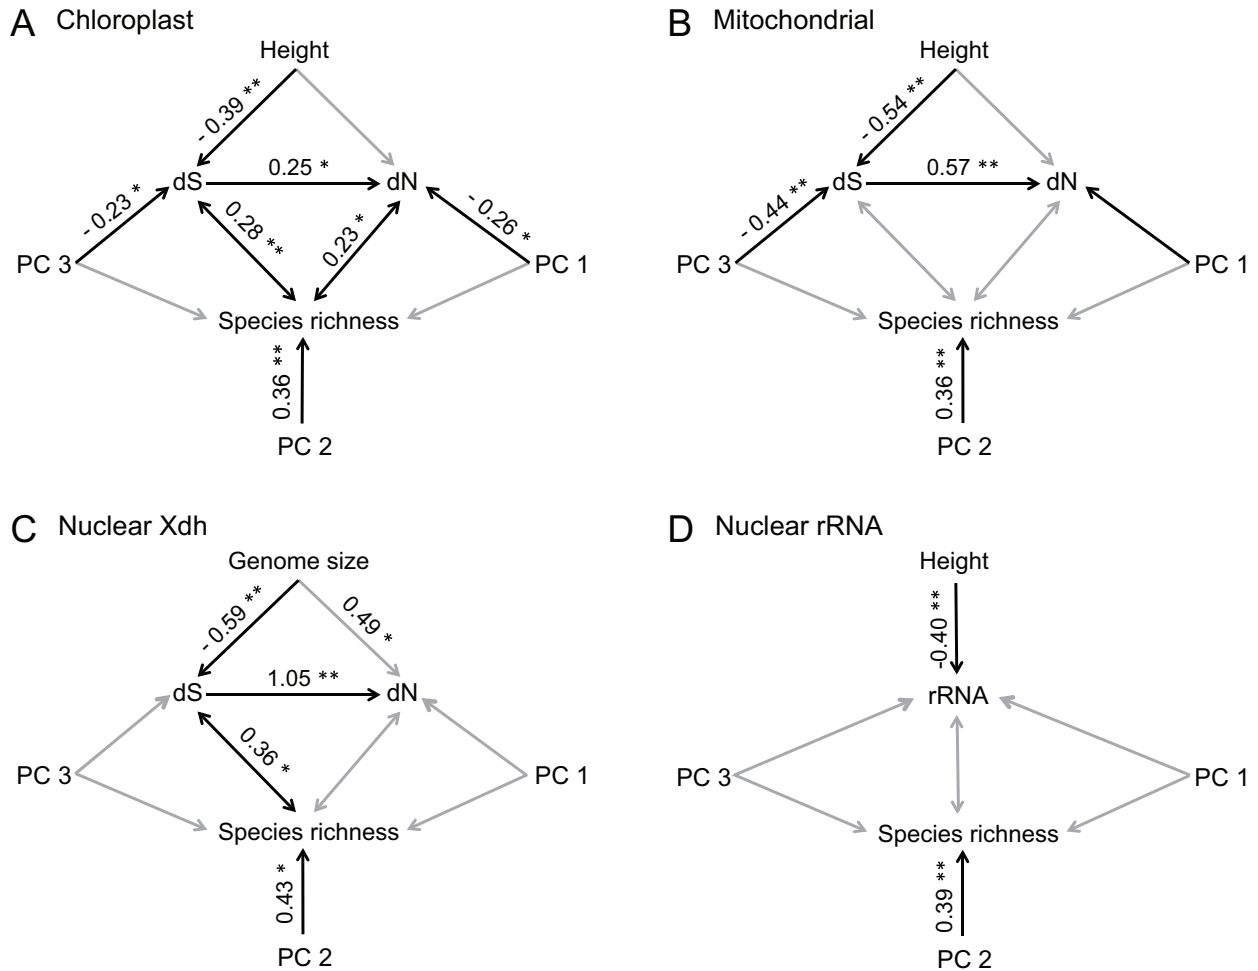 A Chloroplast
Height
- 0.39 **
0.25 *
dS
dN
- 0.23 *
0.28 **
0.23 *
- 0.26 *
PC 3
PC 1
Species richness
0.36 **
PC 2
B Mitochondrial
Height
- 0.54 **
0.57 **
dS
dN
- 0.44 **
PC 3
PC 1
Species richness
0.36 **
PC 2
C Nuclear Xdh
Genome size
- 0.59 **
0.49 *
1.05 **
dS
dN
0.36 *
PC 3
PC 1
Species richness
0.43 *
PC 2
D Nuclear rRNA
Height
-0.40 **
rRNA
PC 3
PC 1
Species richness
0.39 **
PC 2